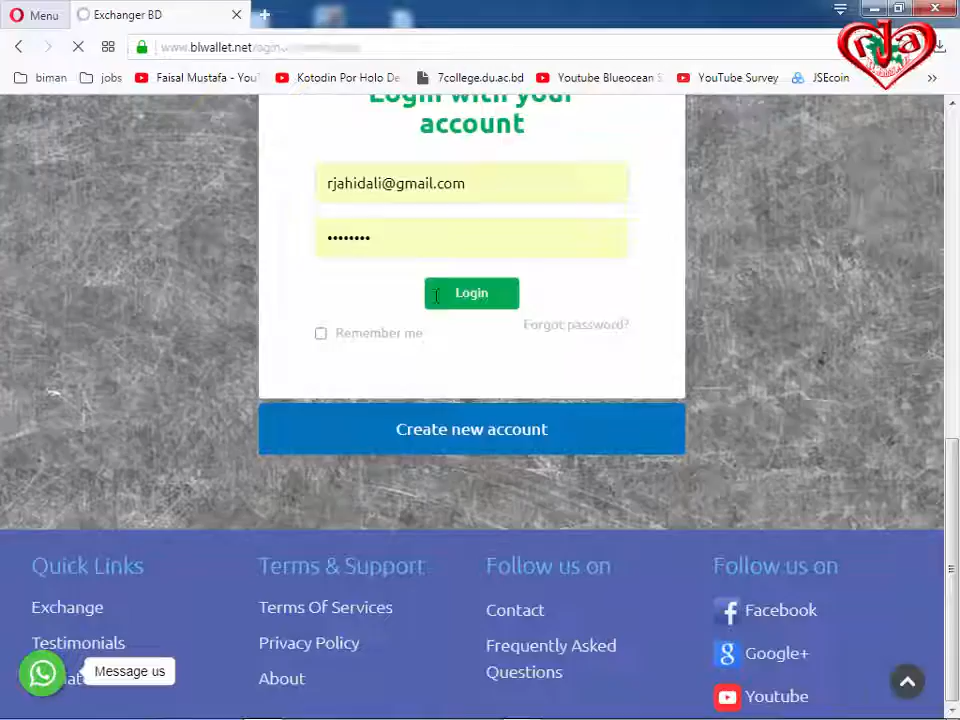 Menu
Exchanger BD
www.blwallet.net/login
biman
jobs
Faisal Mustafa - You
Kotodin Por Holo De
7college.du.ac.bd
Youtube Blueocean S
YouTube Survey
JSEcoin
rja
Login with your
account
rjahidali@gmail.com
••••••••
Login
Remember me
Forgot password?
Create new account
Quick Links
Terms & Support
Follow us on
Follow us on
Exchange
Terms Of Services
Contact
Facebook
Testimonials
Privacy Policy
Frequently Asked
Questions
Google+
Message us
About
Youtube